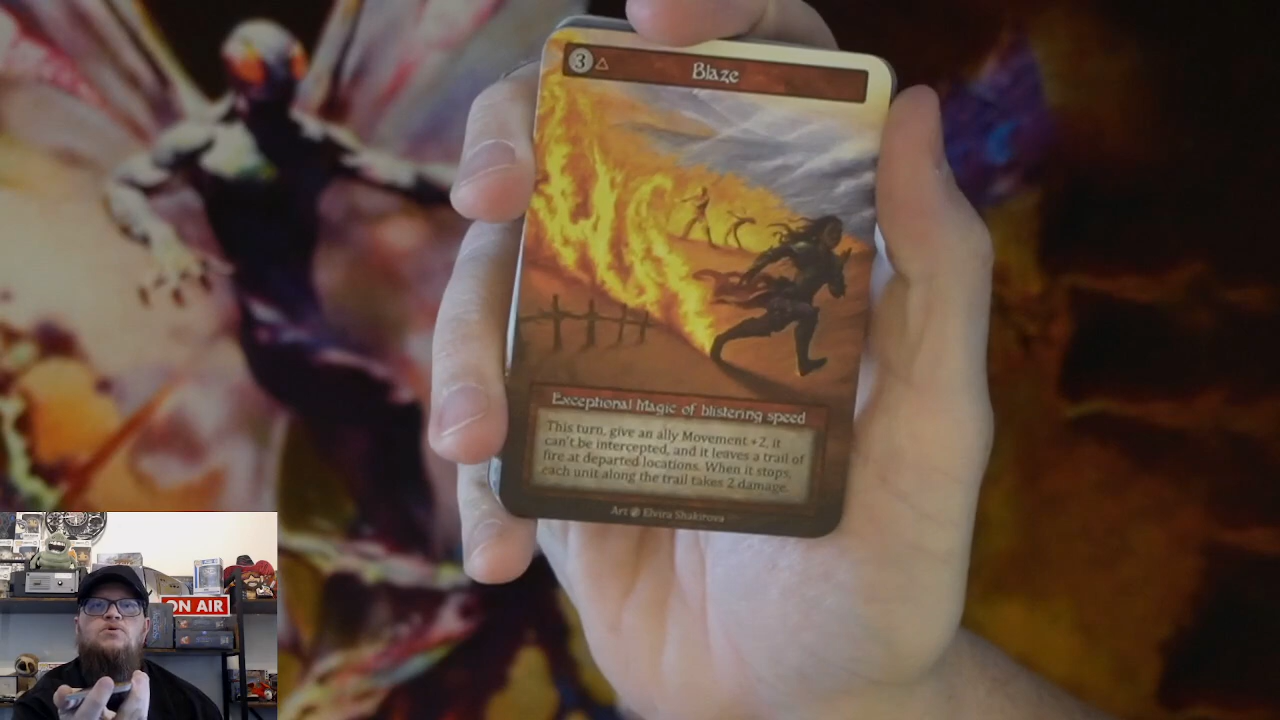 3 Blaze
Exceptional Magic of blistering speed
This turn, give an ally Movement +2, it
can't be intercepted, and it leaves a trail of
fire at departed locations. When it stops,
each unit along the trail takes 2 damage.
Art Elvira Shakirova
ON AIR